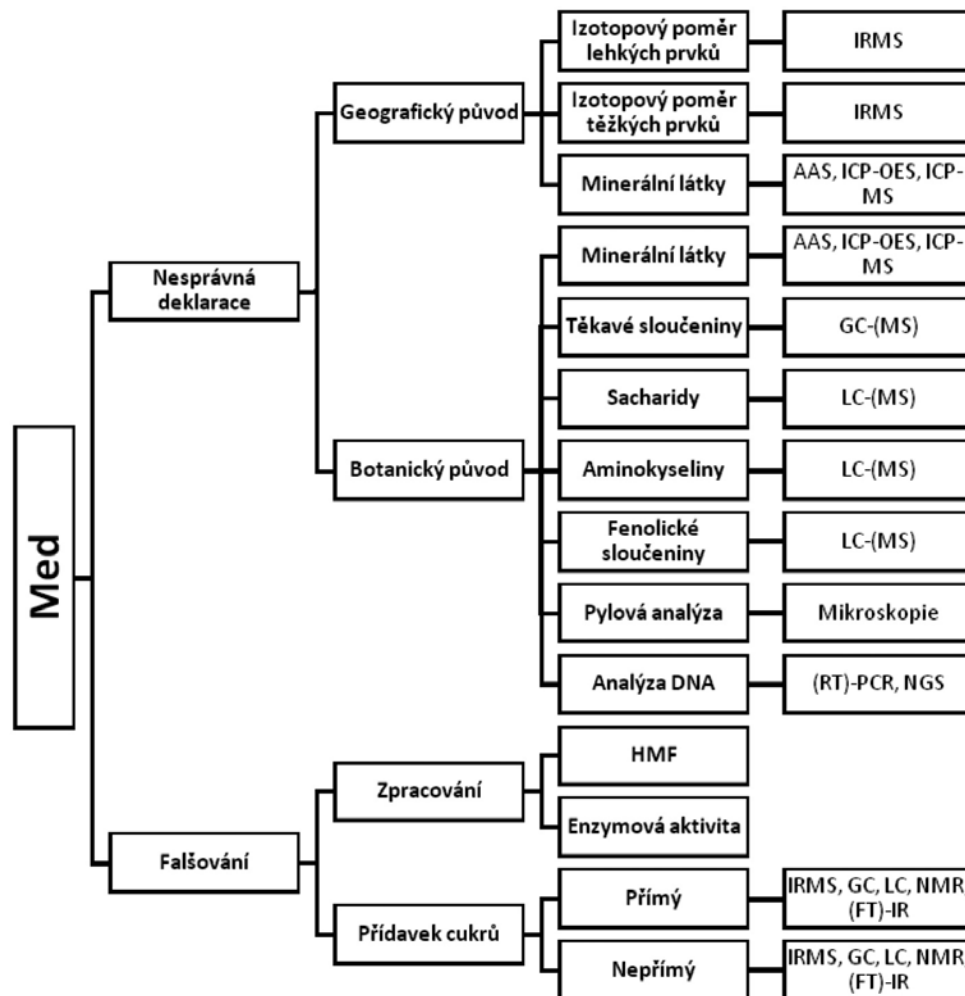 Med
Nesprávná
deklarace
Geografický původ
Izotopový poměr
lehkých prvků
IRMS
Izotopový poměr
těžkých prvků
IRMS
Minerální látky
AAS, ICP-OES, ICP-
MS
Botanický původ
Minerální látky
AAS, ICP-OES, ICP-
MS
Těkavé sloučeniny
GC-(MS)
Sacharidy
LC-(MS)
Aminokyseliny
LC-(MS)
Fenolické
sloučeniny
LC-(MS)
Pylová analýza
Mikroskopie
Analýza DNA
(RT)-PCR, NGS
Falšování
Zpracování
HMF
Enzymová aktivita
Přídavek cukrů
Přímý
IRMS, GC, LC, NMR,
(FT)-IR
Nepřímý
IRMS, GC, LC, NMR,
(FT)-IR